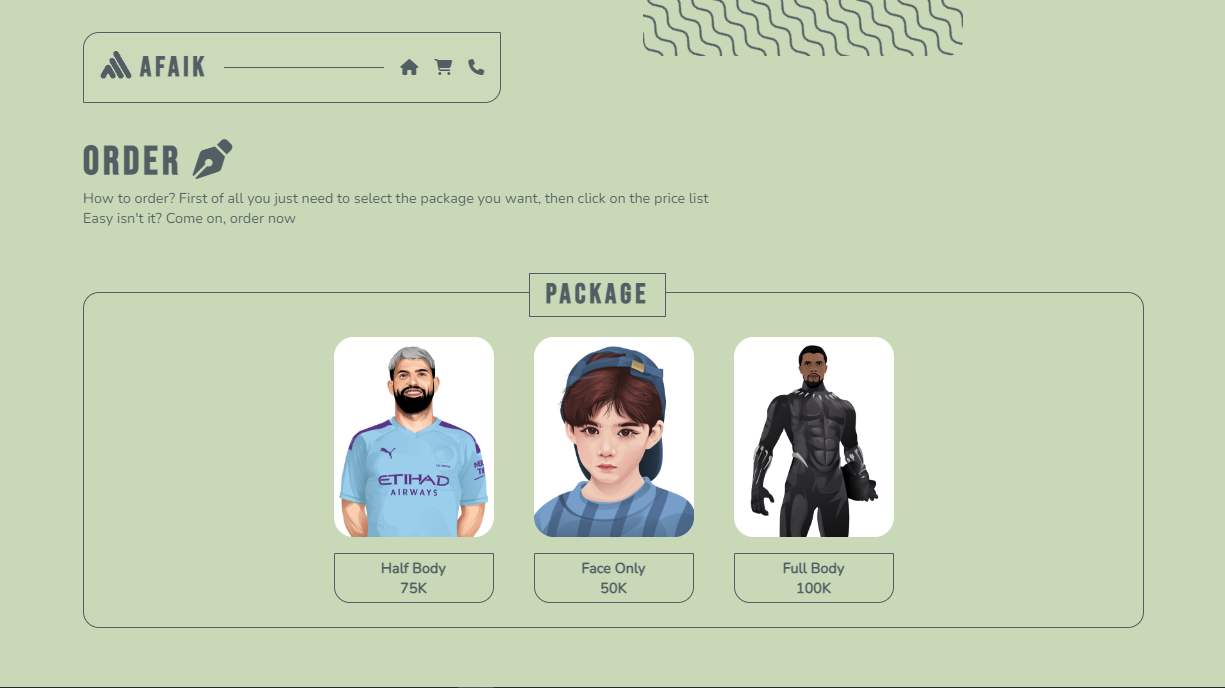 AFAIK
ORDER
How to order? First of all you just need to select the package you want, then click on the price list
Easy isn't it? Come on, order now
PACKAGE
ETIHAD
AIRWAYS
Half Body
75K
Face Only
50K
Full Body
100K